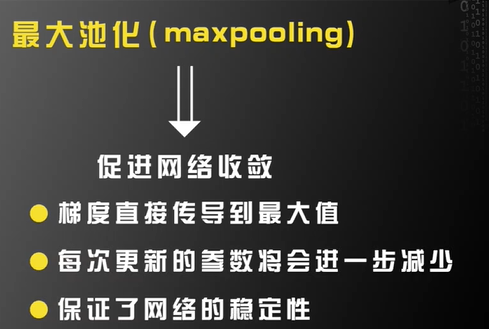 最大池化(maxpooling)
促进网络收敛
梯度直接传导到最大值
每次更新的参数将会进一步减少
保证了网络的稳定性